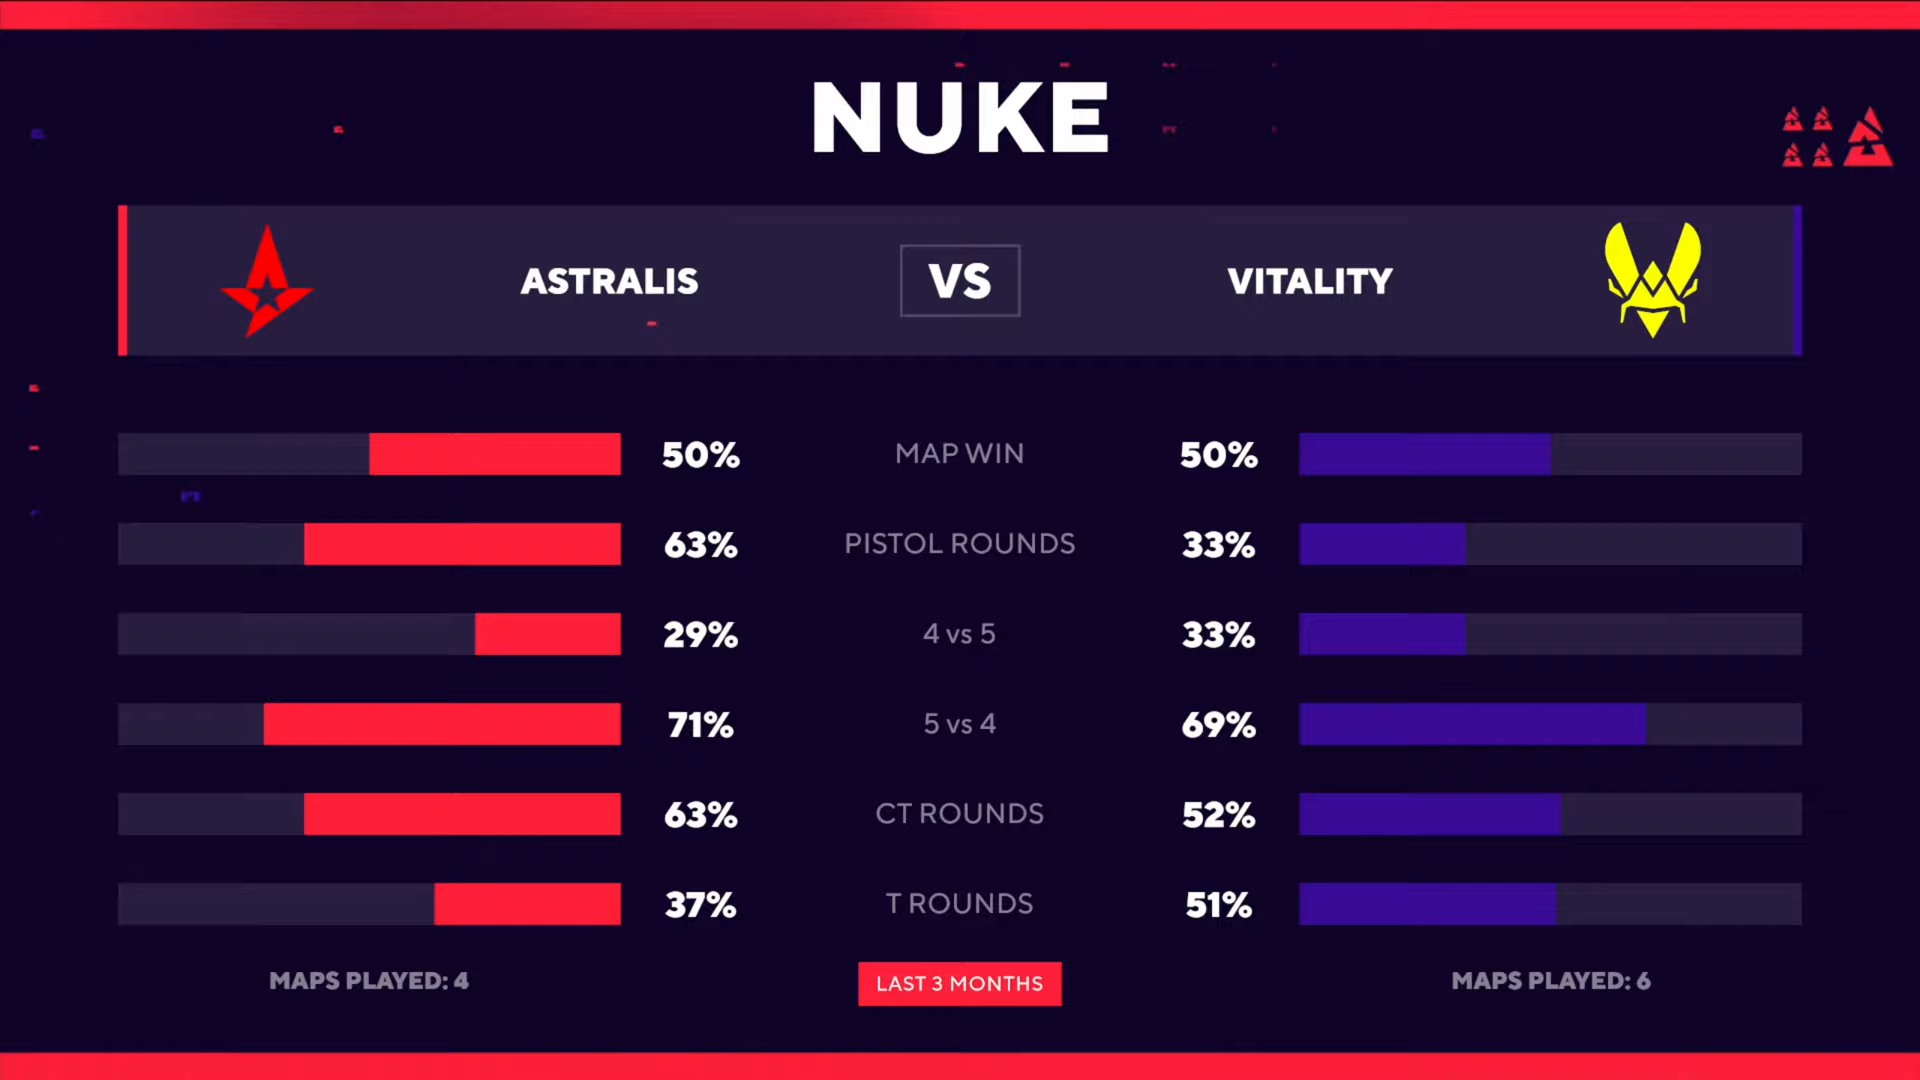 NUKE
ASTRALIS VS VITALITY
50% MAP WIN 50%
63% PISTOL ROUNDS 33%
29% 4 vs 5 33%
71% 5 vs 4 69%
63% CT ROUNDS 52%
37% T ROUNDS 51%
MAPS PLAYED: 4 LAST 3 MONTHS MAPS PLAYED: 6